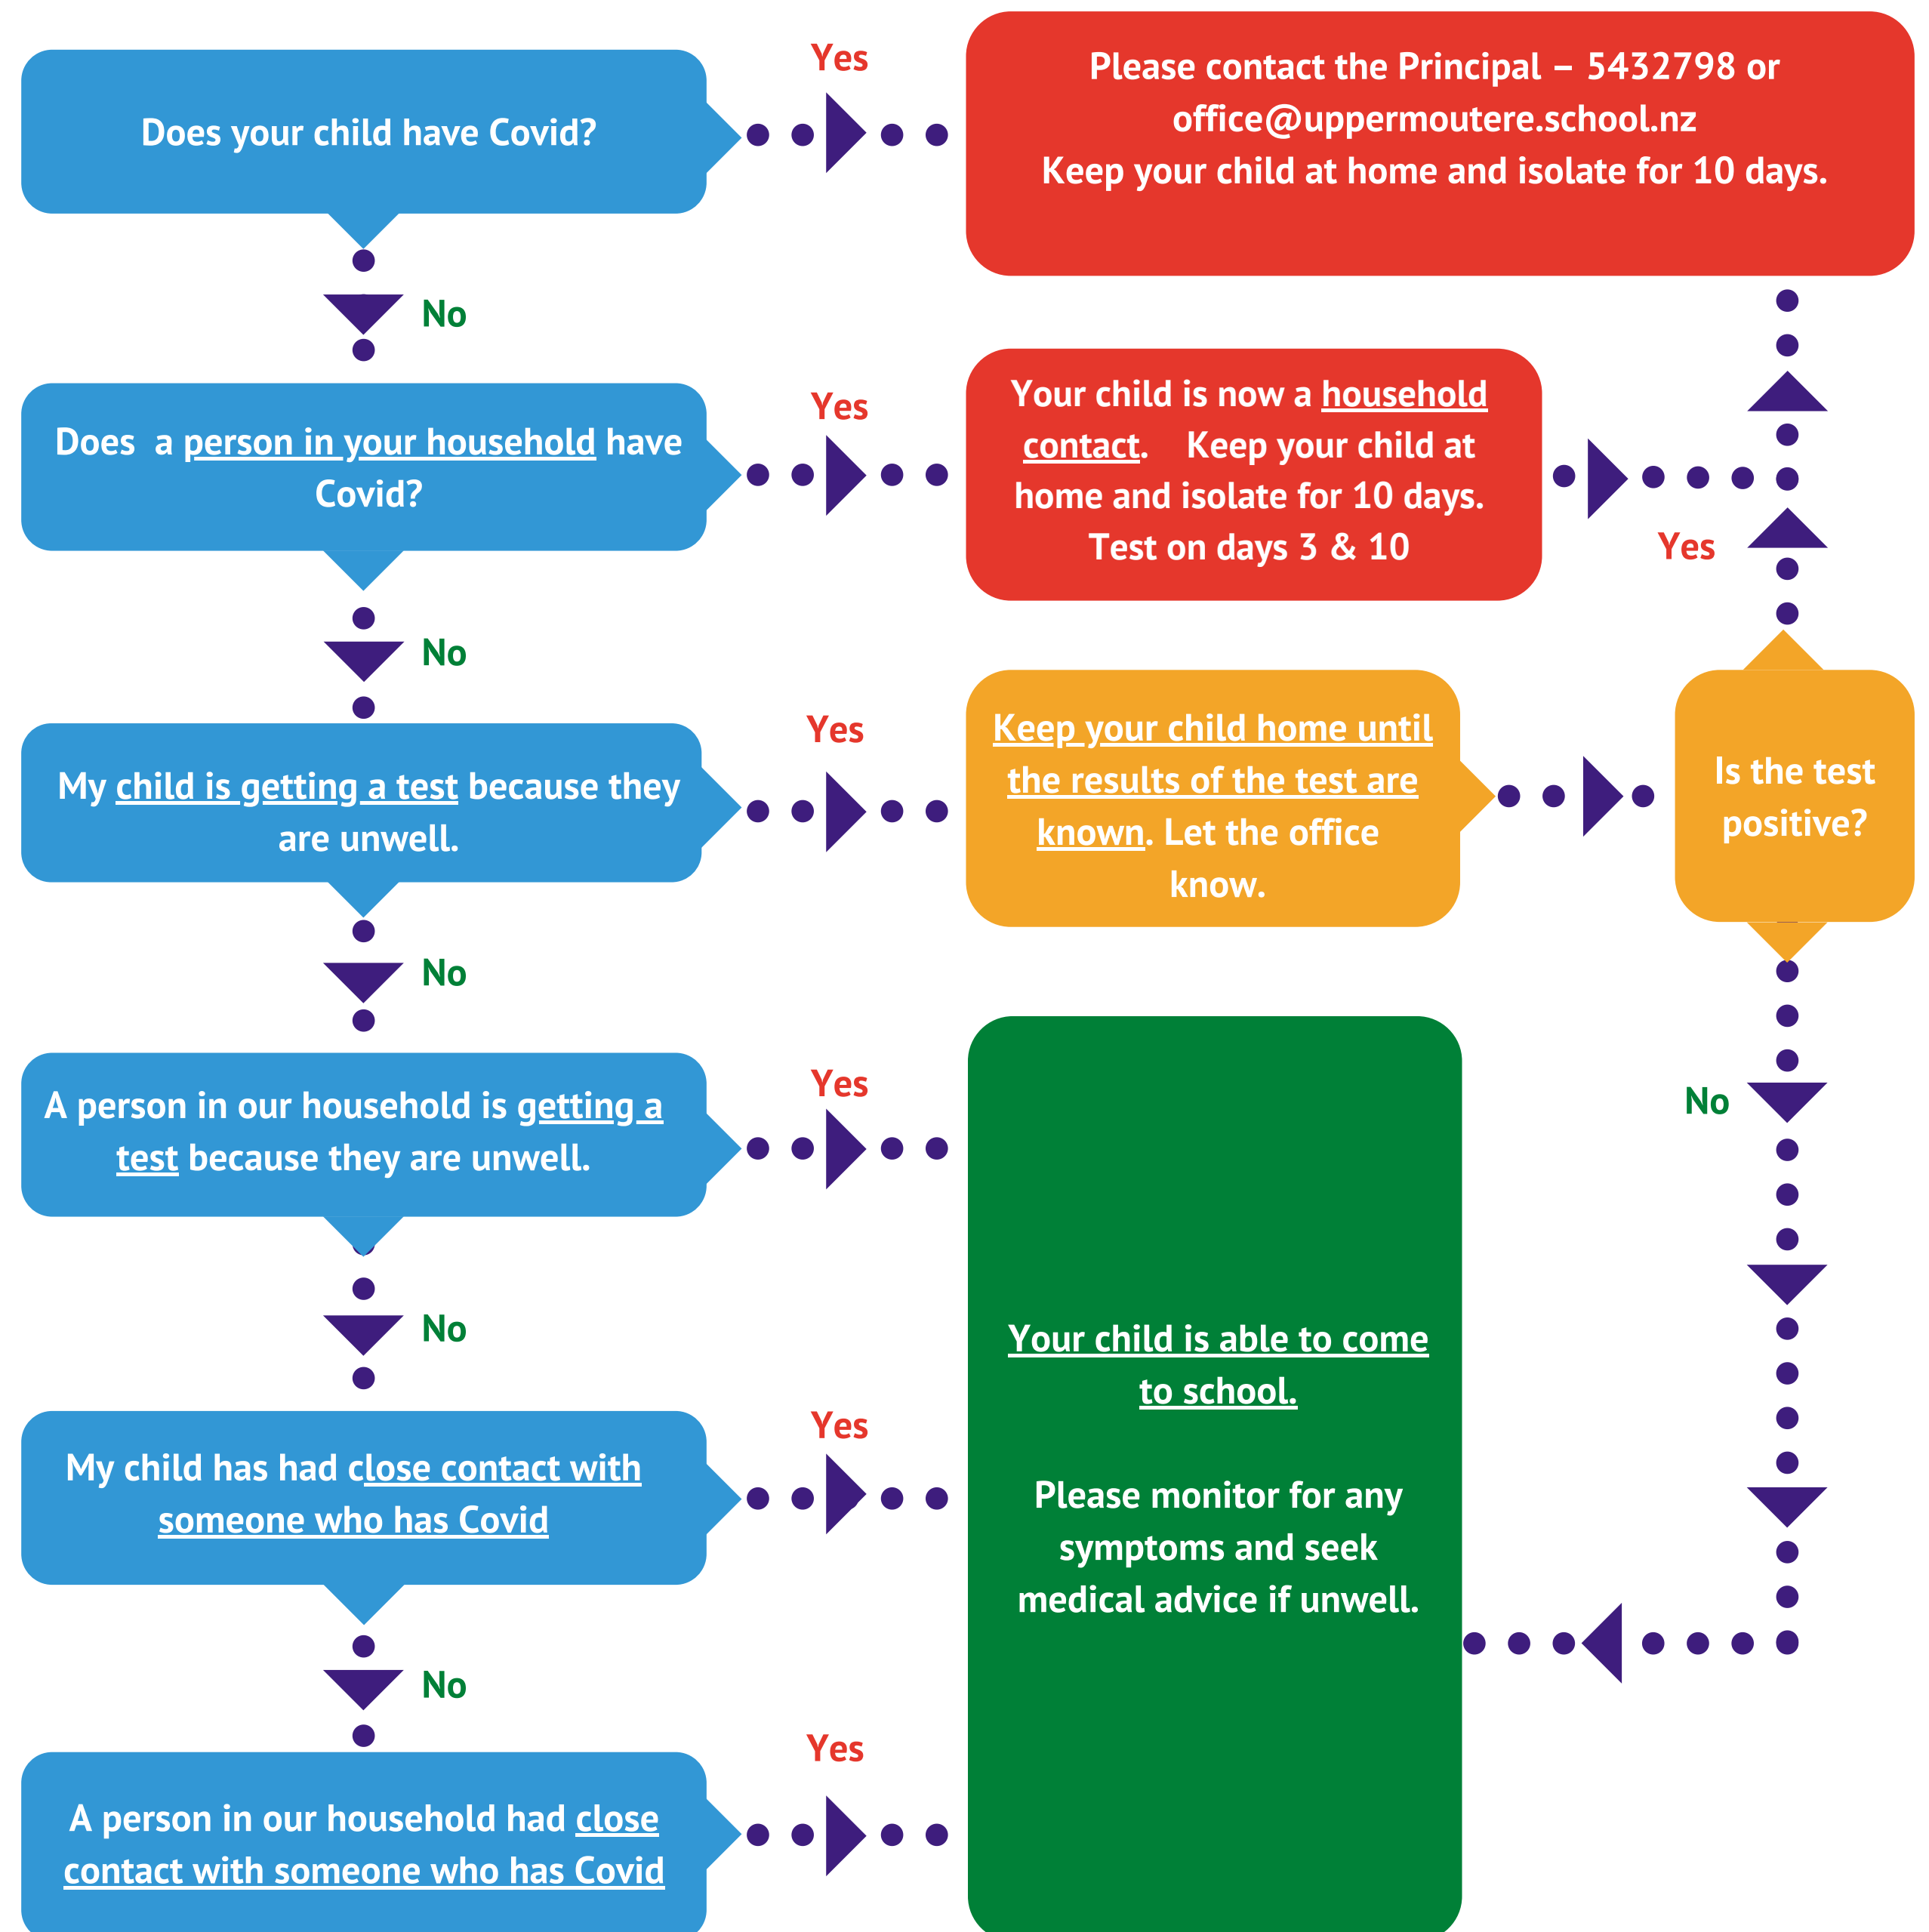 Does your child have Covid?
Yes
Please contact the Principal – 5432798 or
office@uppermoutere.school.nz
Keep your child at home and isolate for 10 days.
No
Does a person in your household have
Covid?
Yes
Your child is now a household
contact. Keep your child at
home and isolate for 10 days.
Test on days 3 & 10
Yes
No
My child is getting a test because they
are unwell.
Yes
Keep your child home until
the results of the test are
known. Let the office
know.
Is the test
positive?
No
A person in our household is getting a
test because they are unwell.
Yes
No
No
My child has had close contact with
someone who has Covid
Yes
Your child is able to come
to school.
Please monitor for any
symptoms and seek
medical advice if unwell.
No
A person in our household had close
contact with someone who has Covid
Yes